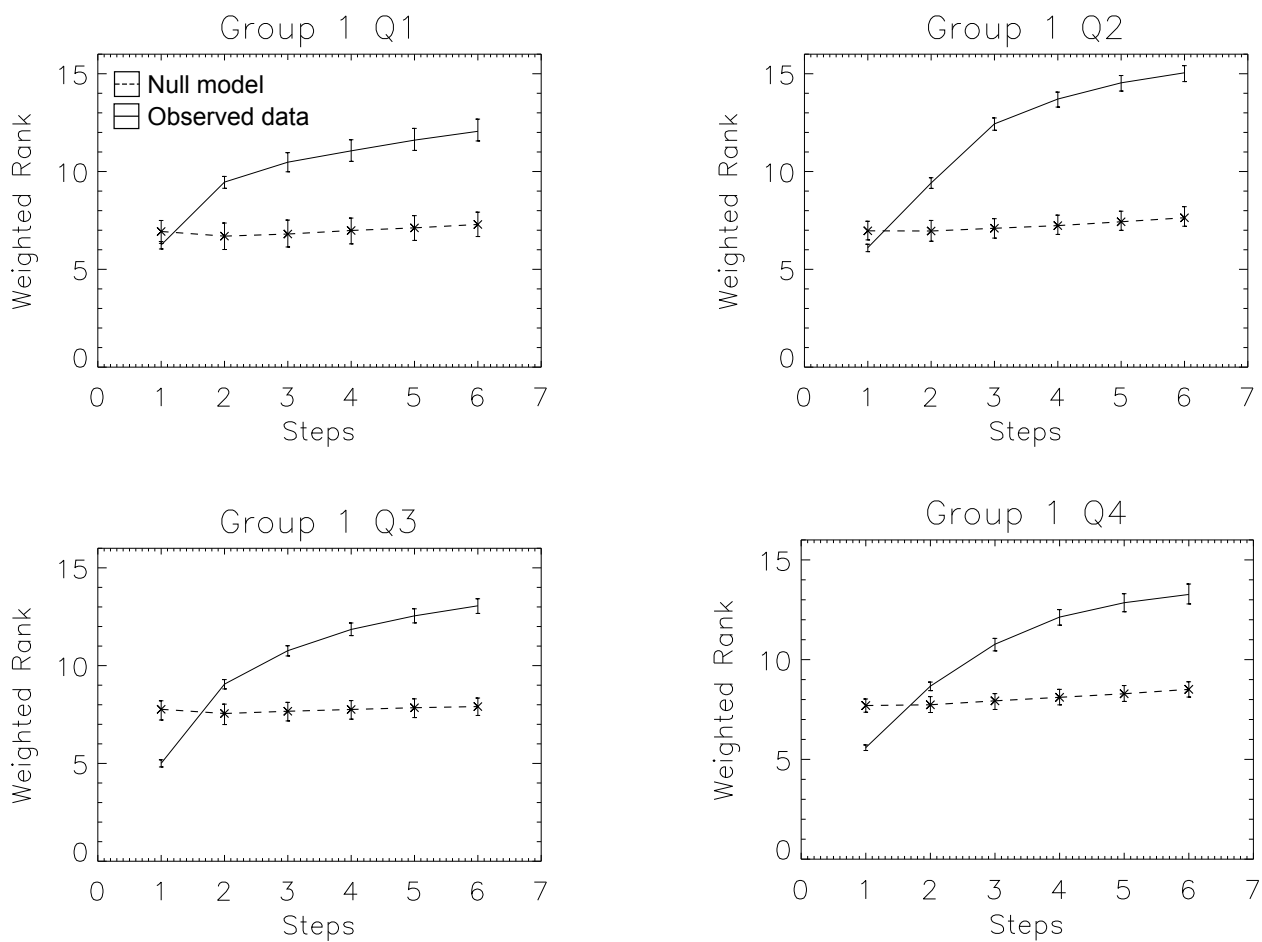 Group 1 Q1
Weighted Rank
15
10
5
0
Null model
Observed data
0 1 2 3 4 5 6 7
Steps
Group 1 Q2
Weighted Rank
15
10
5
0
0 1 2 3 4 5 6 7
Steps
Group 1 Q3
Weighted Rank
15
10
5
0
0 1 2 3 4 5 6 7
Steps
Group 1 Q4
Weighted Rank
15
10
5
0
0 1 2 3 4 5 6 7
Steps